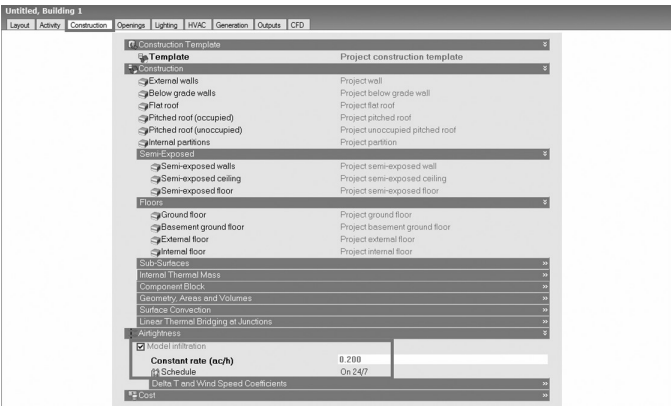 Untitled, Building 1
Layout Activity Construction Openings Lighting HVAC Generation Outputs CFD
Construction Template
Template Project construction template
Construction
External walls Project wall
Below grade walls Project below grade wall
Flat roof Project flat roof
Pitched roof (occupied) Project pitched roof
Pitched roof (unoccupied) Project unoccupied pitched roof
Internal partitions Project partition
Semi-Exposed
Semi-exposed walls Project semi-exposed wall
Semi-exposed ceiling Project semi-exposed ceiling
Semi-exposed floor Project semi-exposed floor
Floors
Ground floor Project ground floor
Basement ground floor Project basement ground floor
External floor Project external floor
Internal floor Project internal floor
Sub-Surfaces
Internal Thermal Mass
Component Block
Geometry, Areas and Volumes
Surface Convection
Linear Thermal Bridging at Junctions
Airtightness
Model infiltration
Constant rate (ac/h) 0.200
Schedule On 24/7
Delta T and Wind Speed Coefficients
Cost